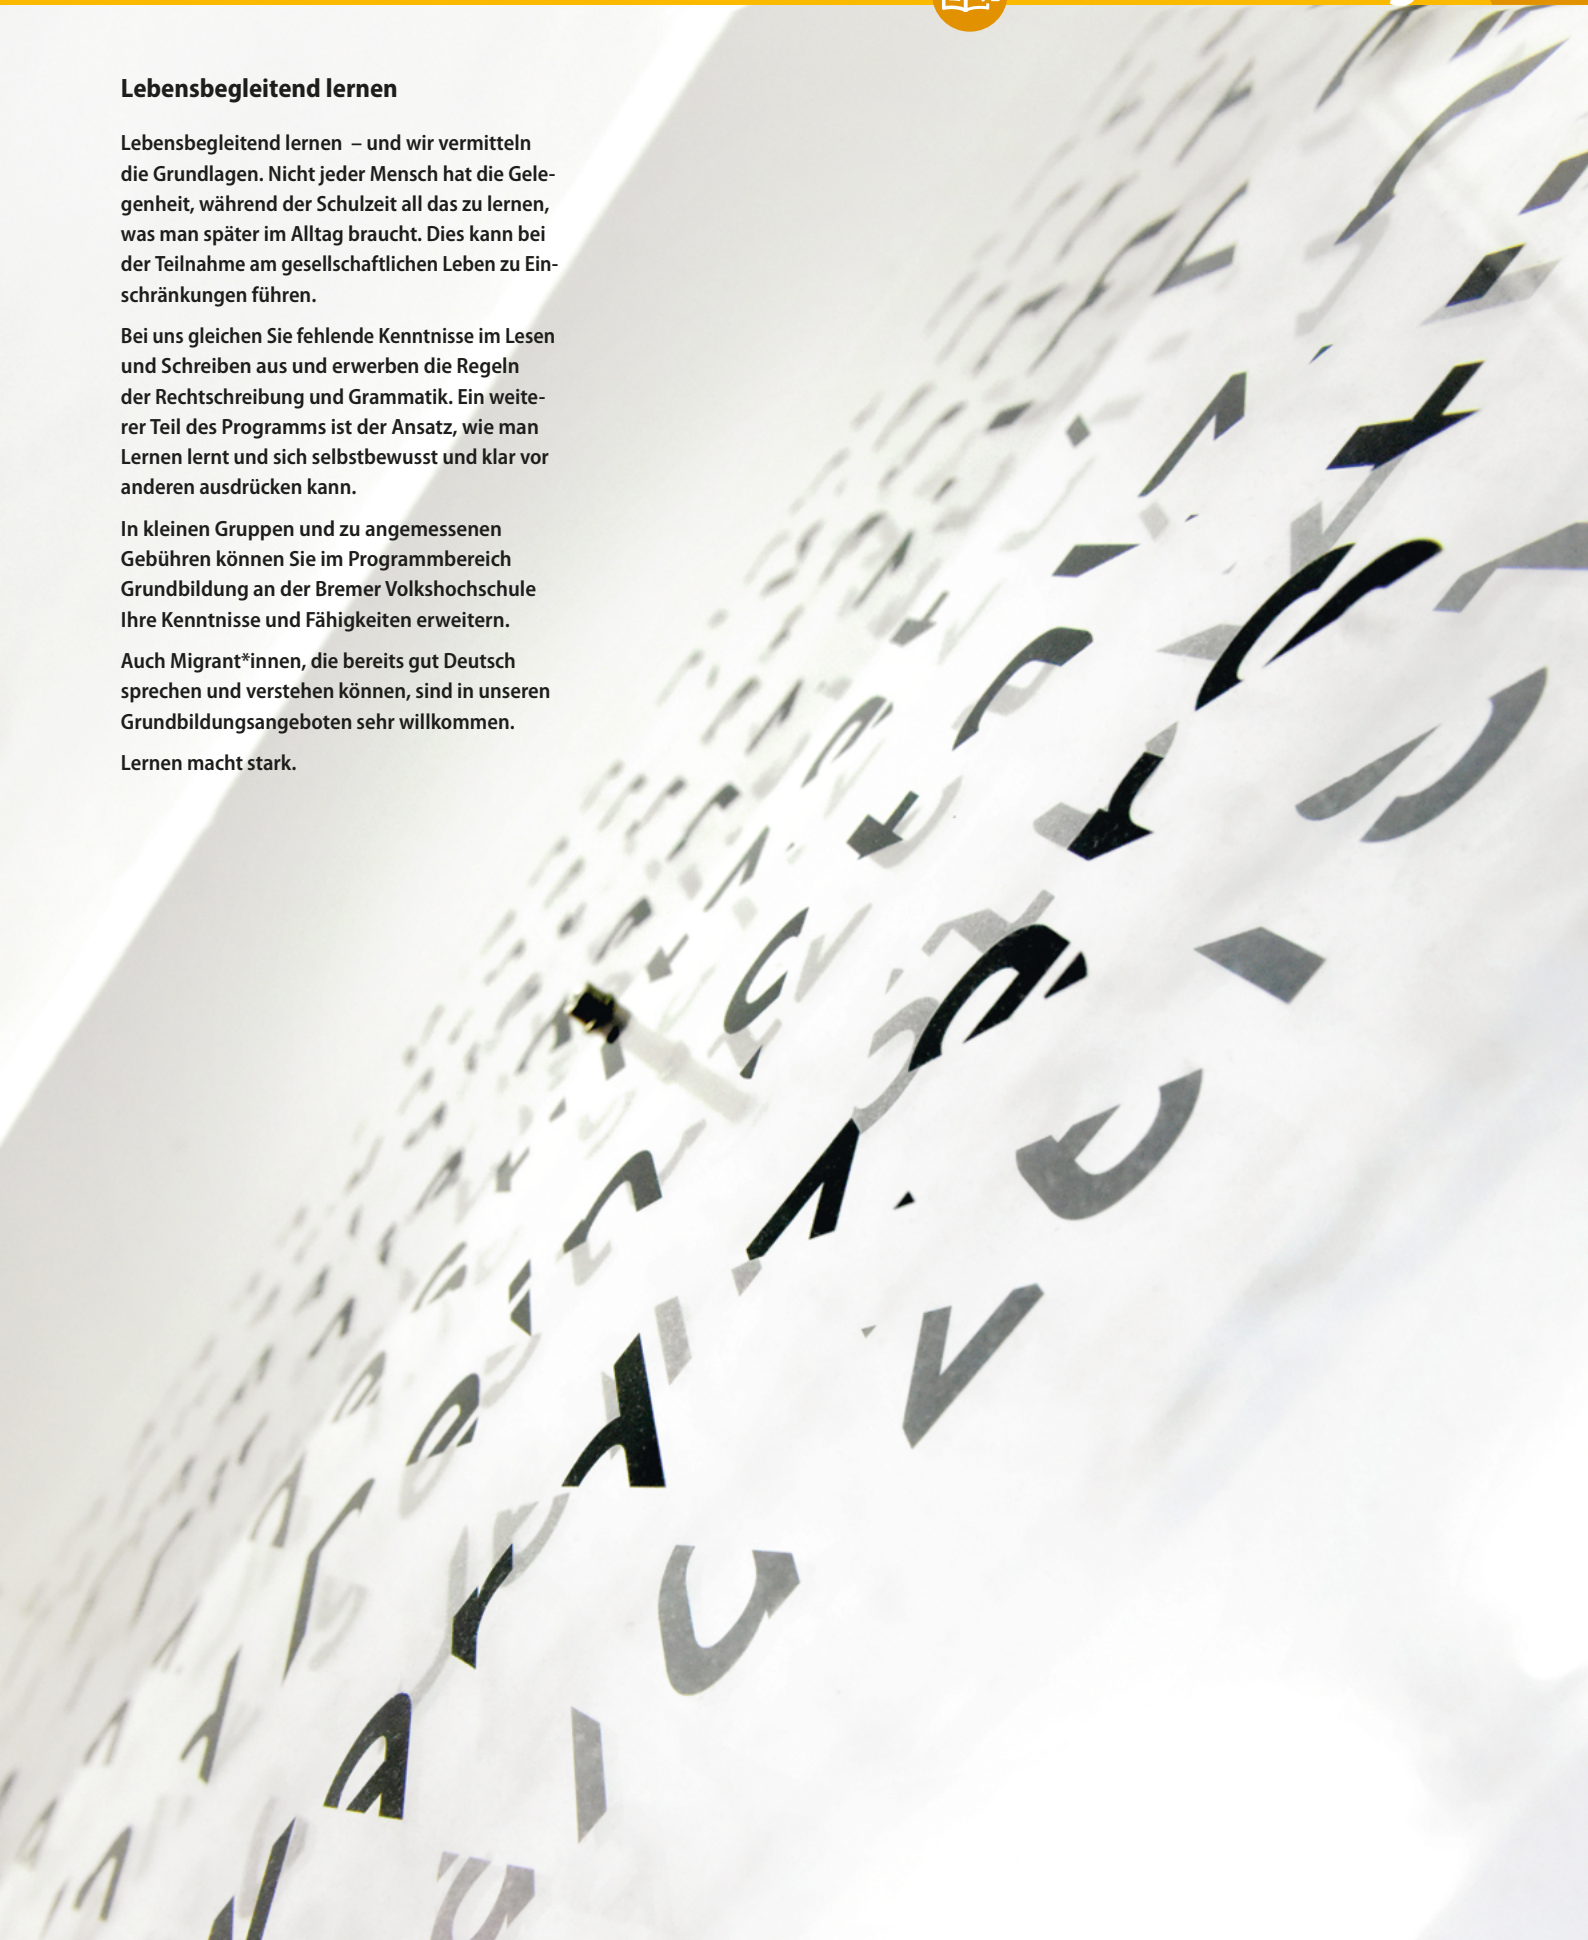 Lebensbegleitend lernen
Lebensbegleitend lernen – und wir vermitteln
die Grundlagen. Nicht jeder Mensch hat die Gele-
genheit, während der Schulzeit all das zu lernen,
was man später im Alltag braucht. Dies kann bei
der Teilnahme am gesellschaftlichen Leben zu Ein-
schränkungen führen.
Bei uns gleichen Sie fehlende Kenntnisse im Lesen
und Schreiben aus und erwerben die Regeln
der Rechtschreibung und Grammatik. Ein weite-
rer Teil des Programms ist der Ansatz, wie man
Lernen lernt und sich selbstbewusst und klar vor
anderen ausdrücken kann.
In kleinen Gruppen und zu angemessenen
Gebühren können Sie im Programmbereich
Grundbildung an der Bremer Volkshochschule
Ihre Kenntnisse und Fähigkeiten erweitern.
Auch Migrant*innen, die bereits gut Deutsch
sprechen und verstehen können, sind in unseren
Grundbildungsangeboten sehr willkommen.
Lernen macht stark.